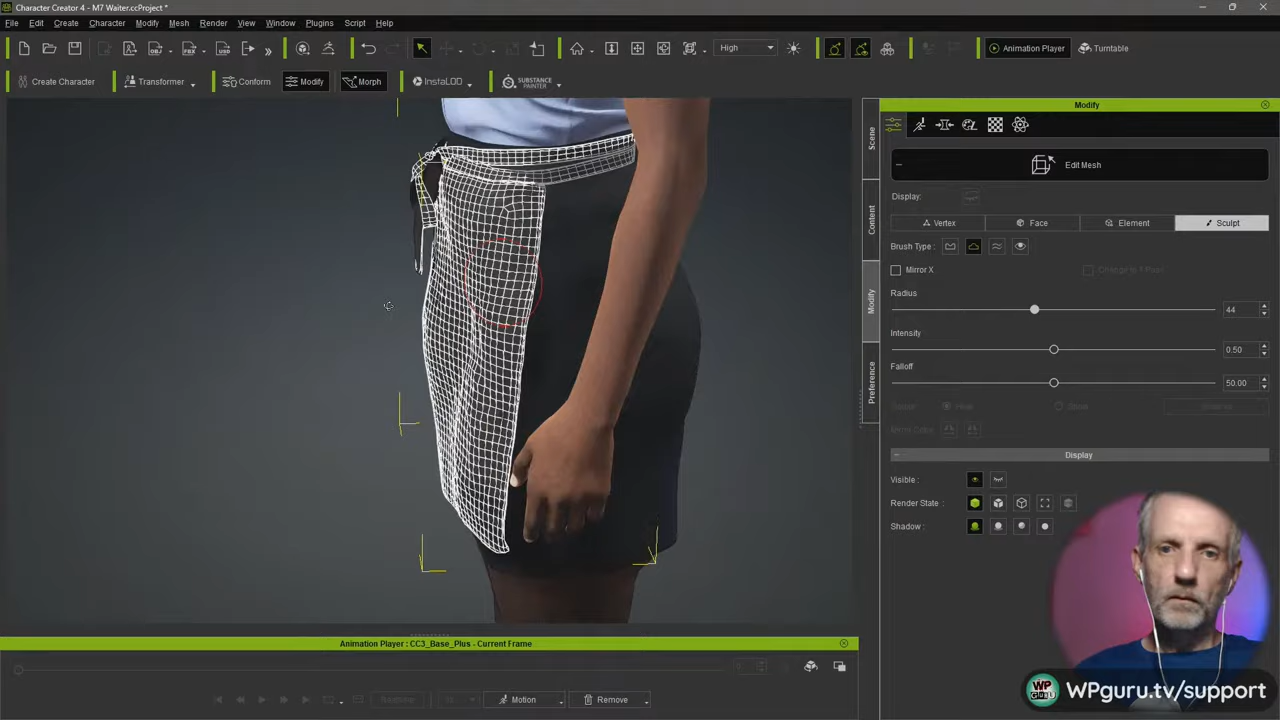 Character Creator 4 - M7 Waiter.ccProject *
File Edit Create Modify Mesh Render Segment View Window Plugins Script Help
High
Animation Player
Turntable
Create Character
Transformer
Conform
Modify
Morph
InstaLOD
SUBSTANCE
PAINTER
Modify
Scene
Content
Modify
Preference
Edit Mesh
Display:
Vertex
Face
Element
Sculpt
Brush Type :
Mirror X
Radius
44
Intensity
0.50
Falloff
50.00
Display
Visible :
Render State :
Shadow :
Animation Player : CC3_Base_Plus - Current Frame
Motion
Remove
WP
GURU
WPguru.tv/support